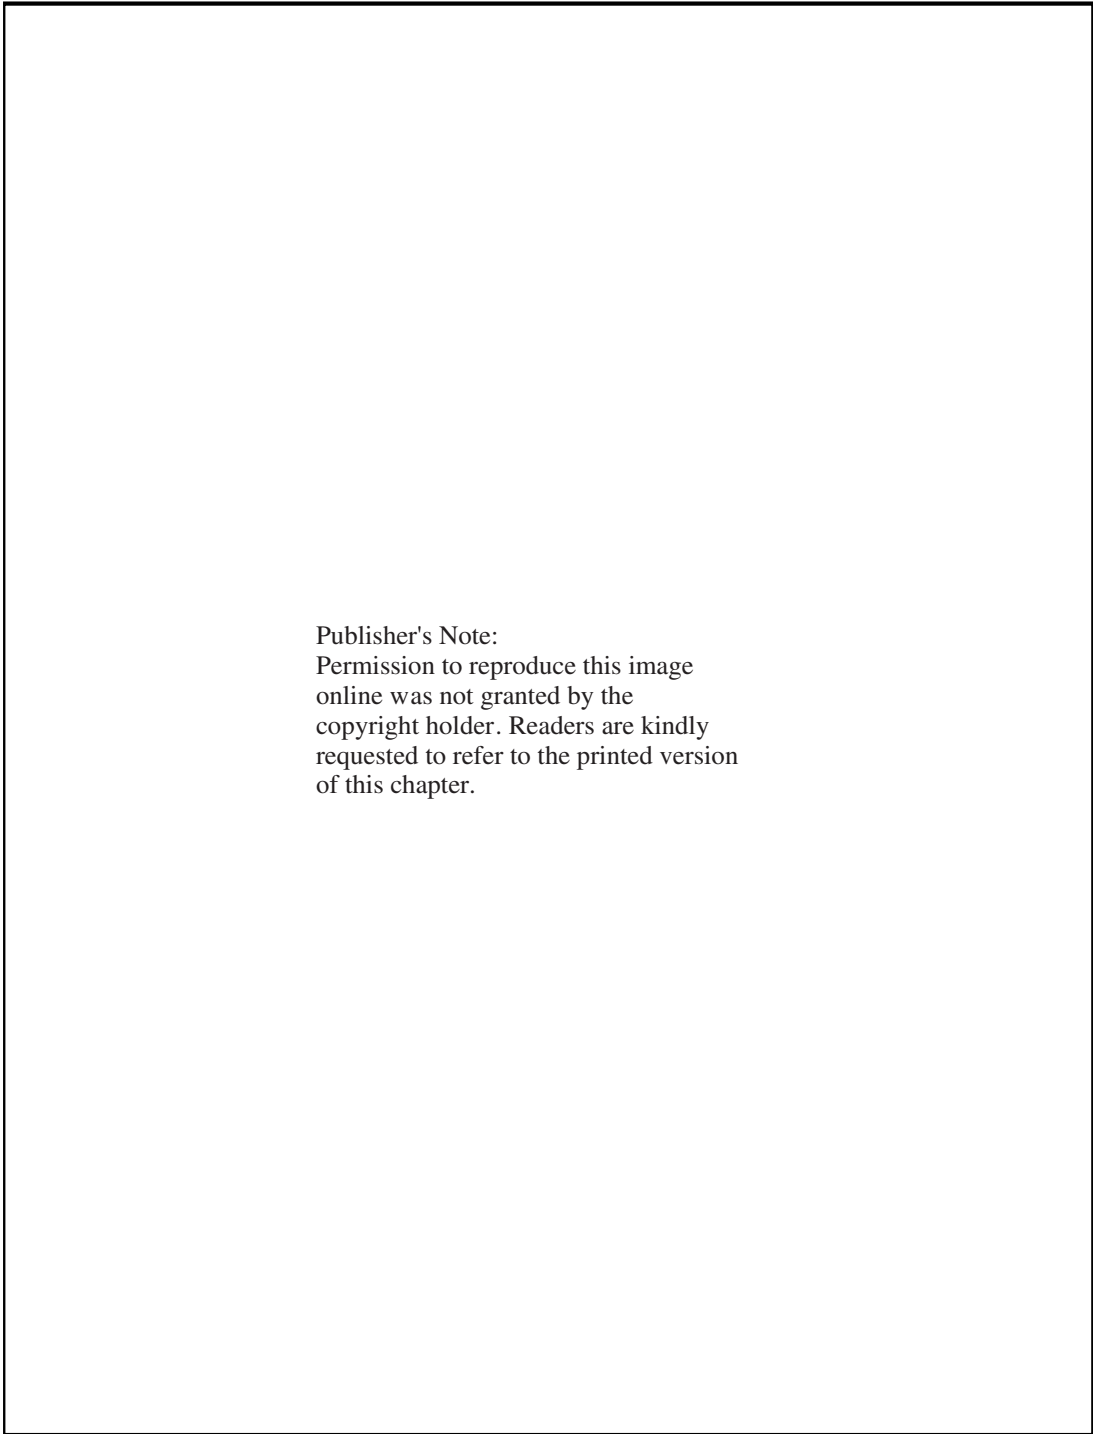 Publisher's Note:
Permission to reproduce this image
online was not granted by the
copyright holder. Readers are kindly
requested to refer to the printed version
of this chapter.